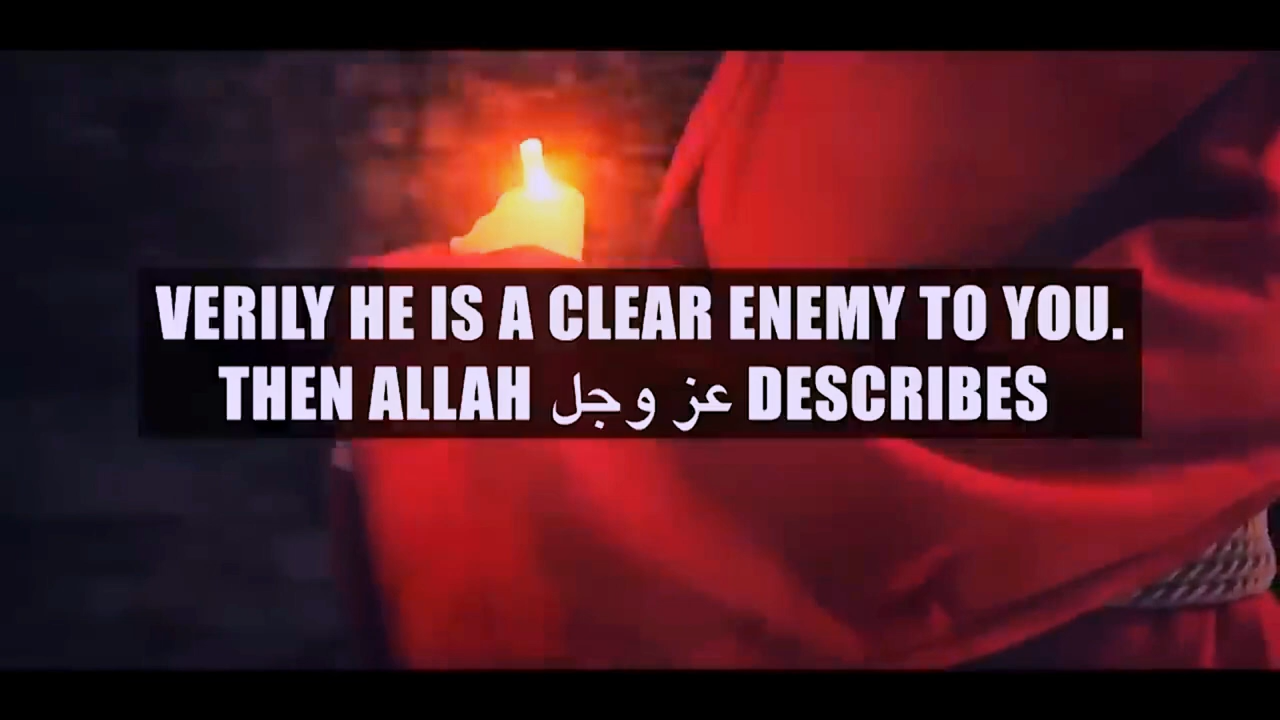 VERILY HE IS A CLEAR ENEMY TO YOU.
THEN ALLAH عز وجل DESCRIBES